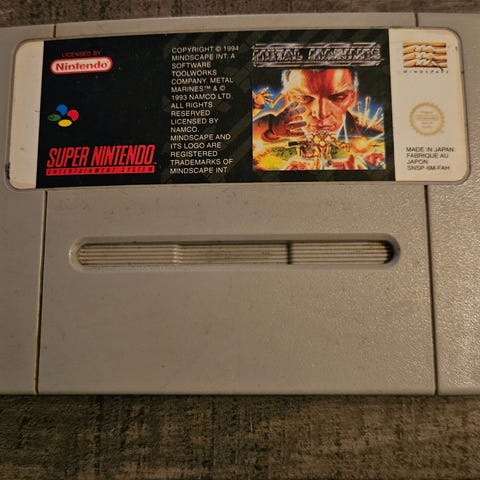 LICENSED BY
Nintendo
SUPER NINTENDO
ENTERTAINMENT SYSTEM
COPYRIGHT © 1994
MINDSCAPE INT. A
SOFTWARE
TOOLWORKS
COMPANY. METAL
MARINES™ & ©
1993 NAMCO LTD.
ALL RIGHTS
RESERVED
LICENSED BY
NAMCO.
MINDSCAPE AND
ITS LOGO ARE
REGISTERED
TRADEMARKS OF
MINDSCAPE INT
METAL MARINES
MINDSCAPE
MADE IN JAPAN
FABRIQUE AU
JAPON
SNSP-6M-FAH